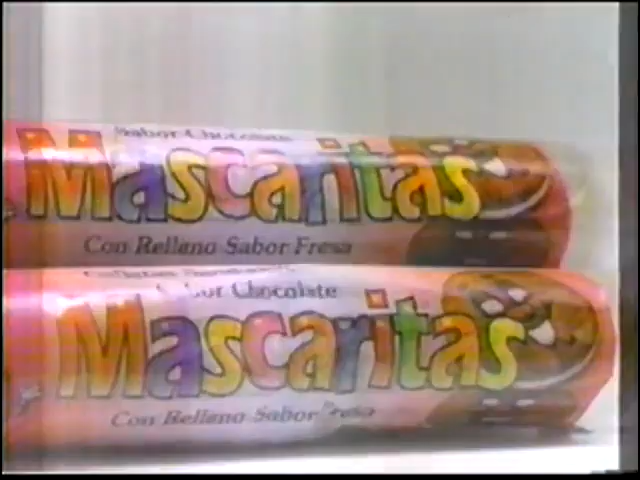 Sabor Chocolate
Mascaritas
Con Relleno Sabor Fresa
Sabor Chocolate
Mascaritas
Con Relleno Sabor Fresa